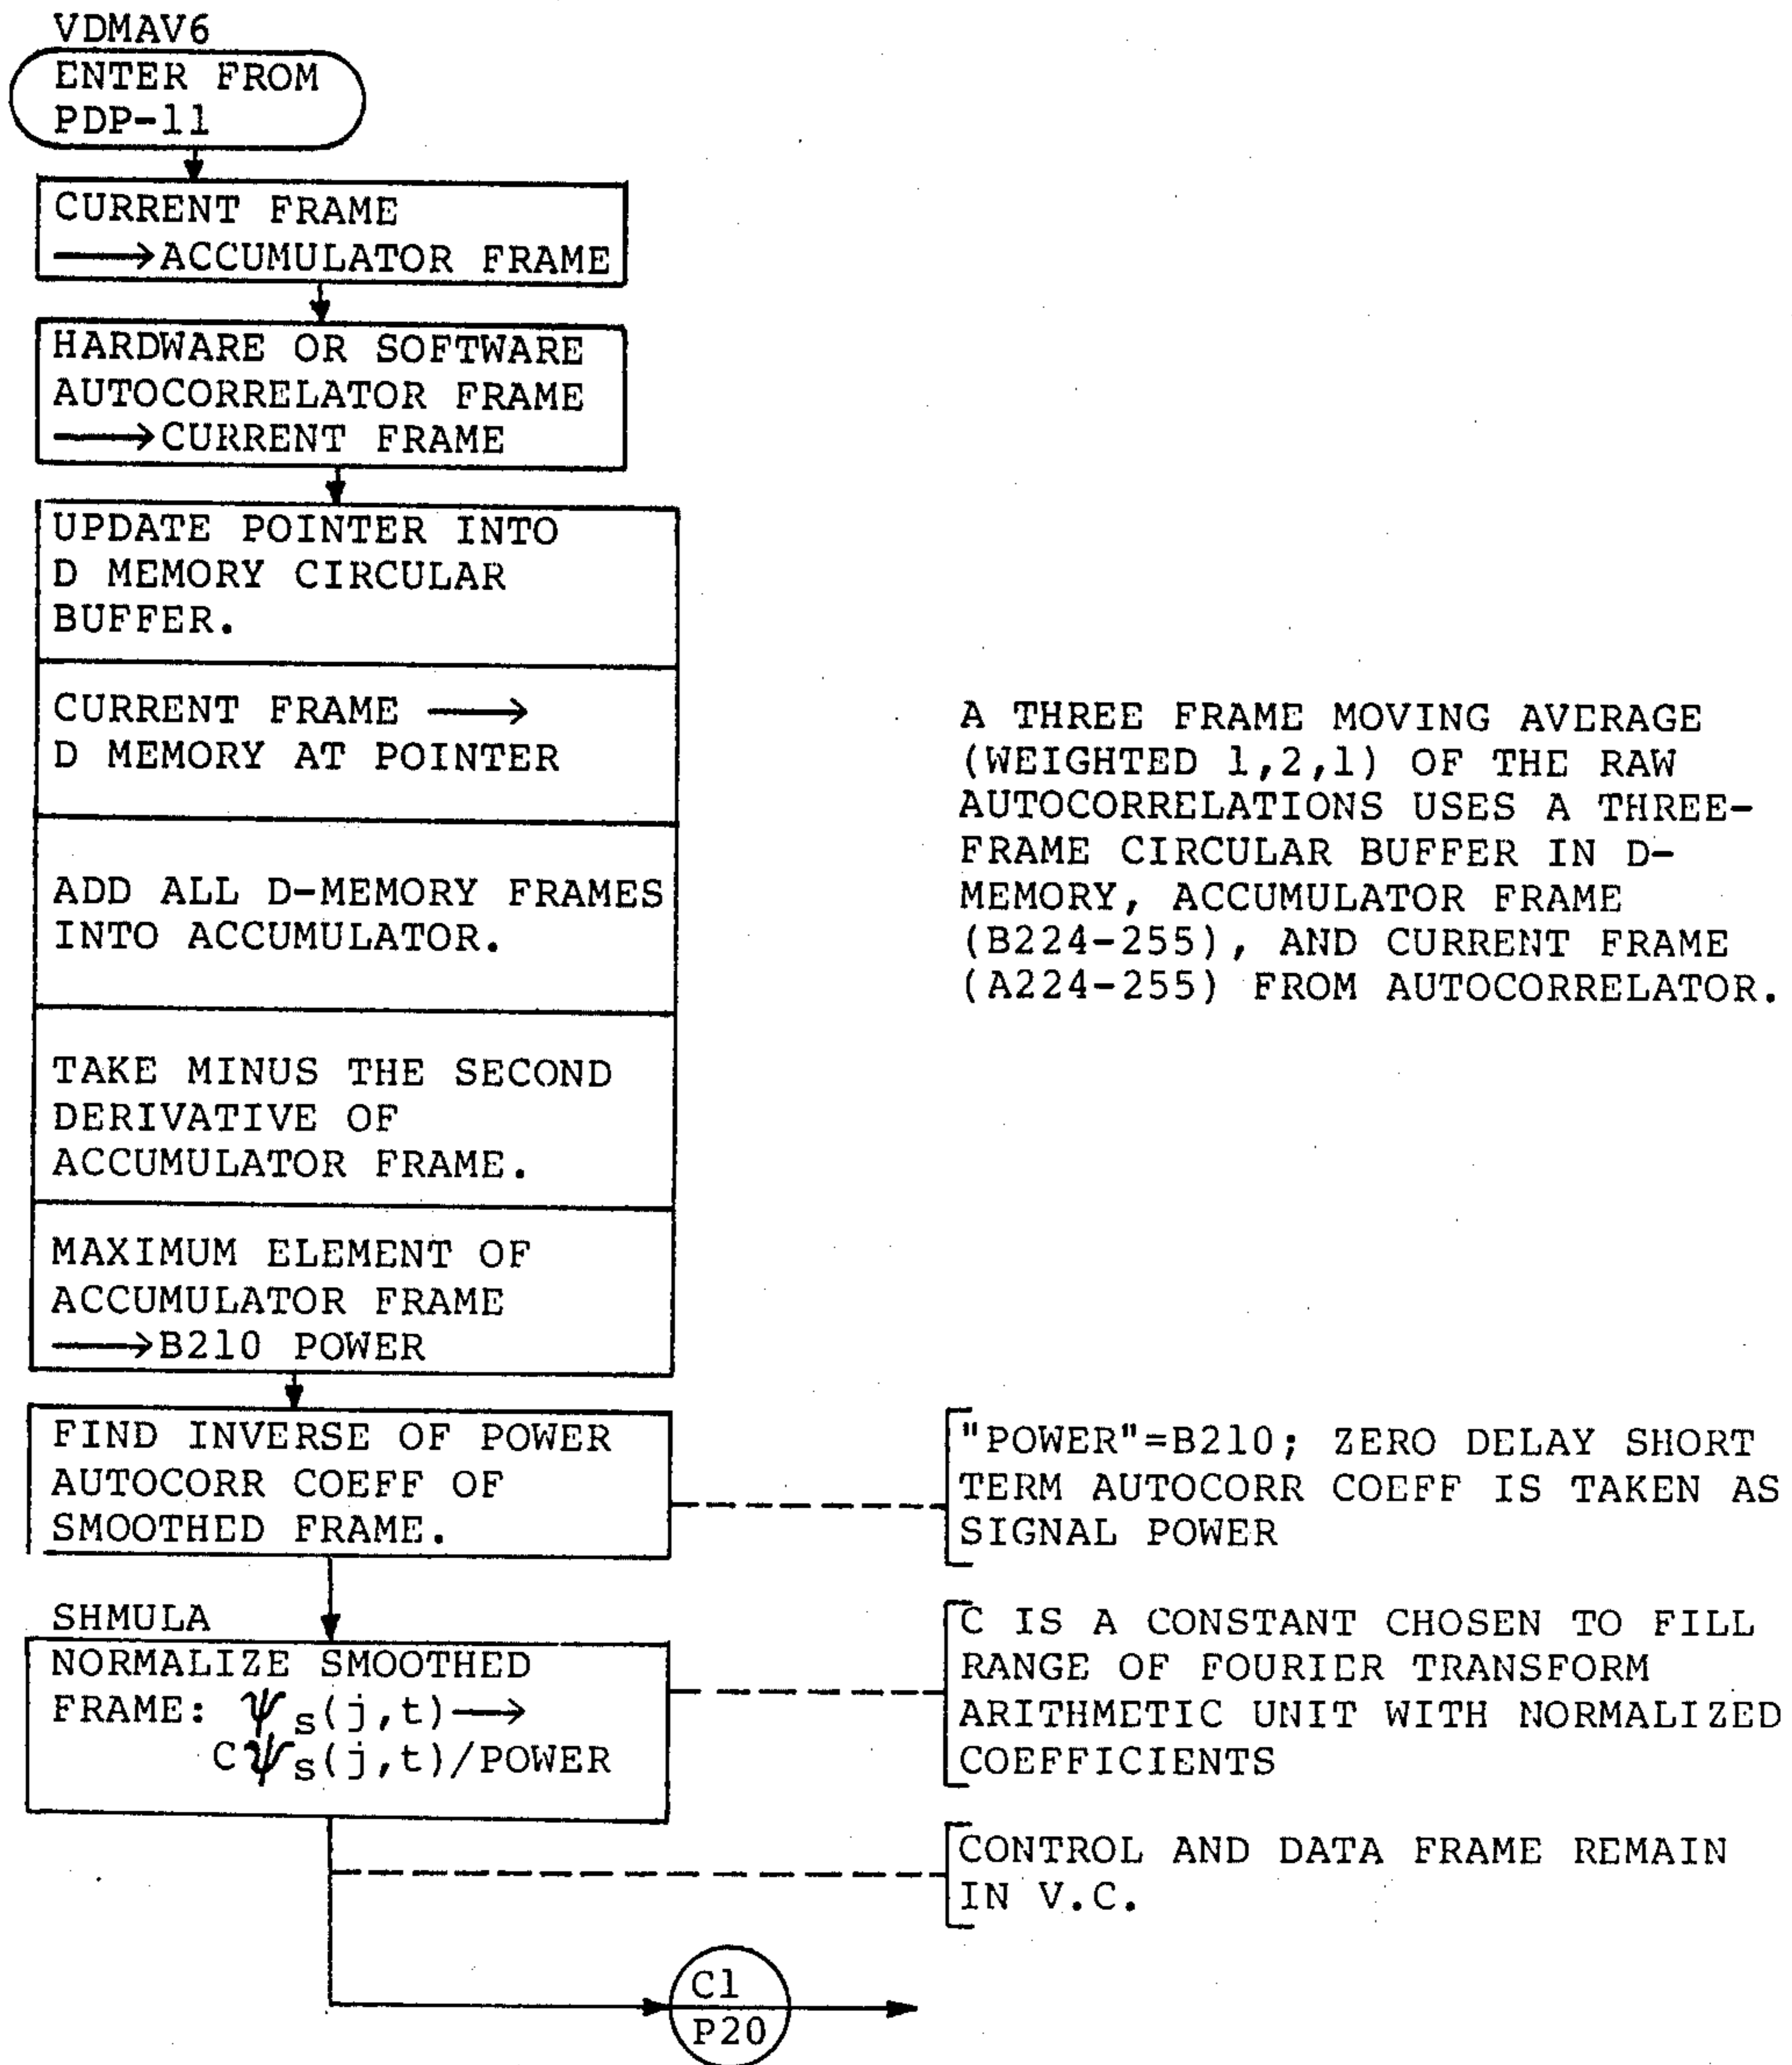 VDMAV6
ENTER FROM
PDP-11
CURRENT FRAME
⟶ACCUMULATOR FRAME
HARDWARE OR SOFTWARE
AUTOCORRELATOR FRAME
⟶CURRENT FRAME
UPDATE POINTER INTO
D MEMORY CIRCULAR
BUFFER.
CURRENT FRAME ⟶
D MEMORY AT POINTER
ADD ALL D-MEMORY FRAMES
INTO ACCUMULATOR.
TAKE MINUS THE SECOND
DERIVATIVE OF
ACCUMULATOR FRAME.
MAXIMUM ELEMENT OF
ACCUMULATOR FRAME
⟶B210 POWER
A THREE FRAME MOVING AVERAGE
(WEIGHTED 1,2,1) OF THE RAW
AUTOCORRELATIONS USES A THREE-
FRAME CIRCULAR BUFFER IN D-
MEMORY, ACCUMULATOR FRAME
(B224-255), AND CURRENT FRAME
(A224-255) FROM AUTOCORRELATOR.
FIND INVERSE OF POWER
AUTOCORR COEFF OF
SMOOTHED FRAME.
"POWER"=B210; ZERO DELAY SHORT
TERM AUTOCORR COEFF IS TAKEN AS
SIGNAL POWER
SHMULA
NORMALIZE SMOOTHED
FRAME: ψs(j,t)⟶
Cψs(j,t)/POWER
C IS A CONSTANT CHOSEN TO FILL
RANGE OF FOURIER TRANSFORM
ARITHMETIC UNIT WITH NORMALIZED
COEFFICIENTS
CONTROL AND DATA FRAME REMAIN
IN V.C.
C1
P20